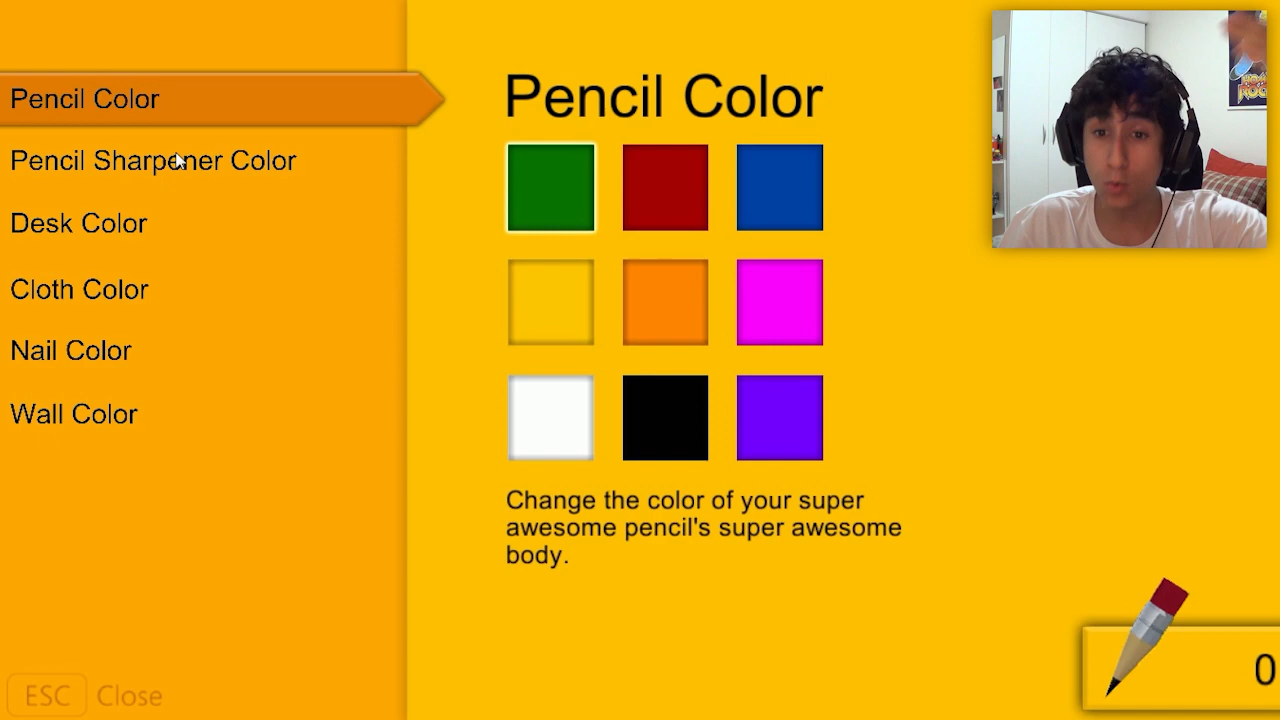 Pencil Color
Pencil Sharpener Color
Desk Color
Cloth Color
Nail Color
Wall Color
ESC Close
Pencil Color
Change the color of your super
awesome pencil's super awesome
body.
0